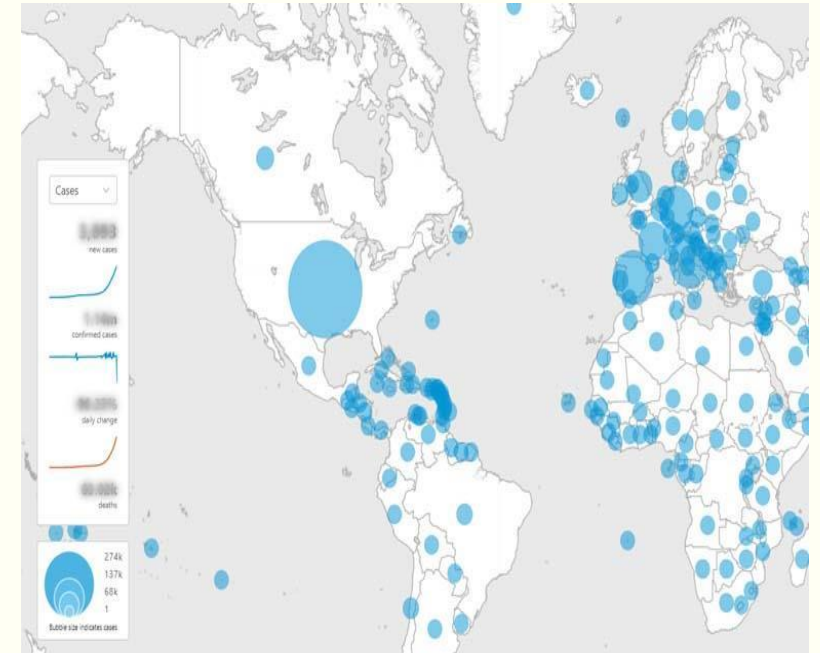 Cases
new cases
confirmed cases
daily change
deaths
274k
137k
68k
1
Bubble size indicates cases